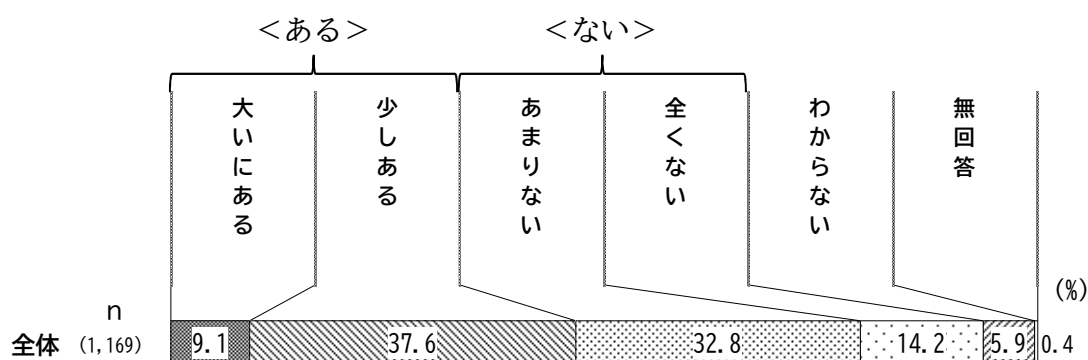 ＜ある＞ ＜ない＞
大いにある
少しある
あまりない
全くない
わからない
無回答
(%)
n
全体 (1,169) 9.1 37.6 32.8 14.2 5.9 0.4